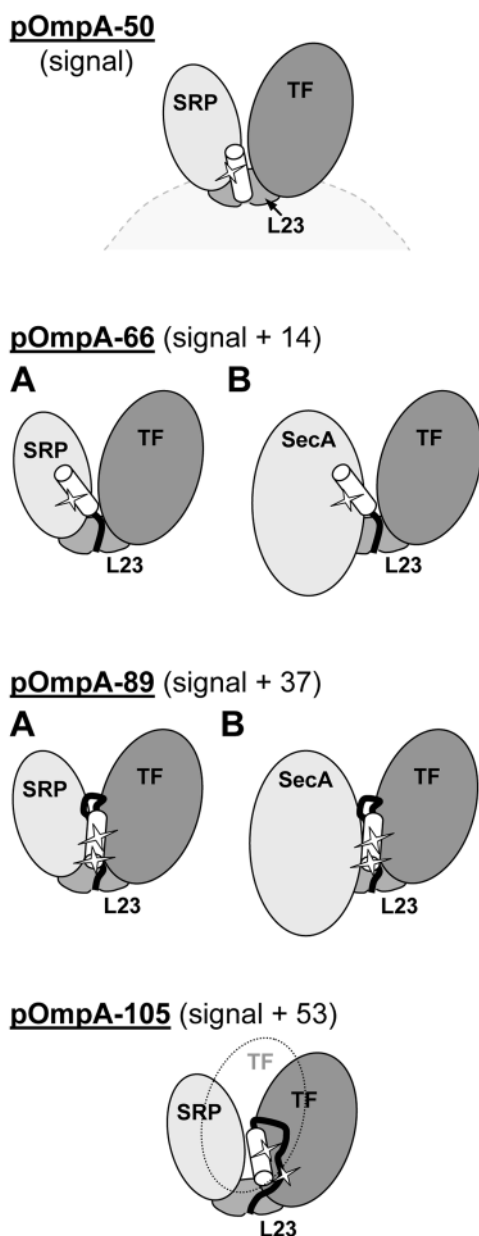 pOmpA-50
(signal)
SRP
TF
L23
pOmpA-66 (signal + 14)
A
B
SRP
TF
SecA
TF
L23
L23
pOmpA-89 (signal + 37)
A
B
SRP
TF
SecA
TF
L23
L23
pOmpA-105 (signal + 53)
TF
SRP
TF
L23